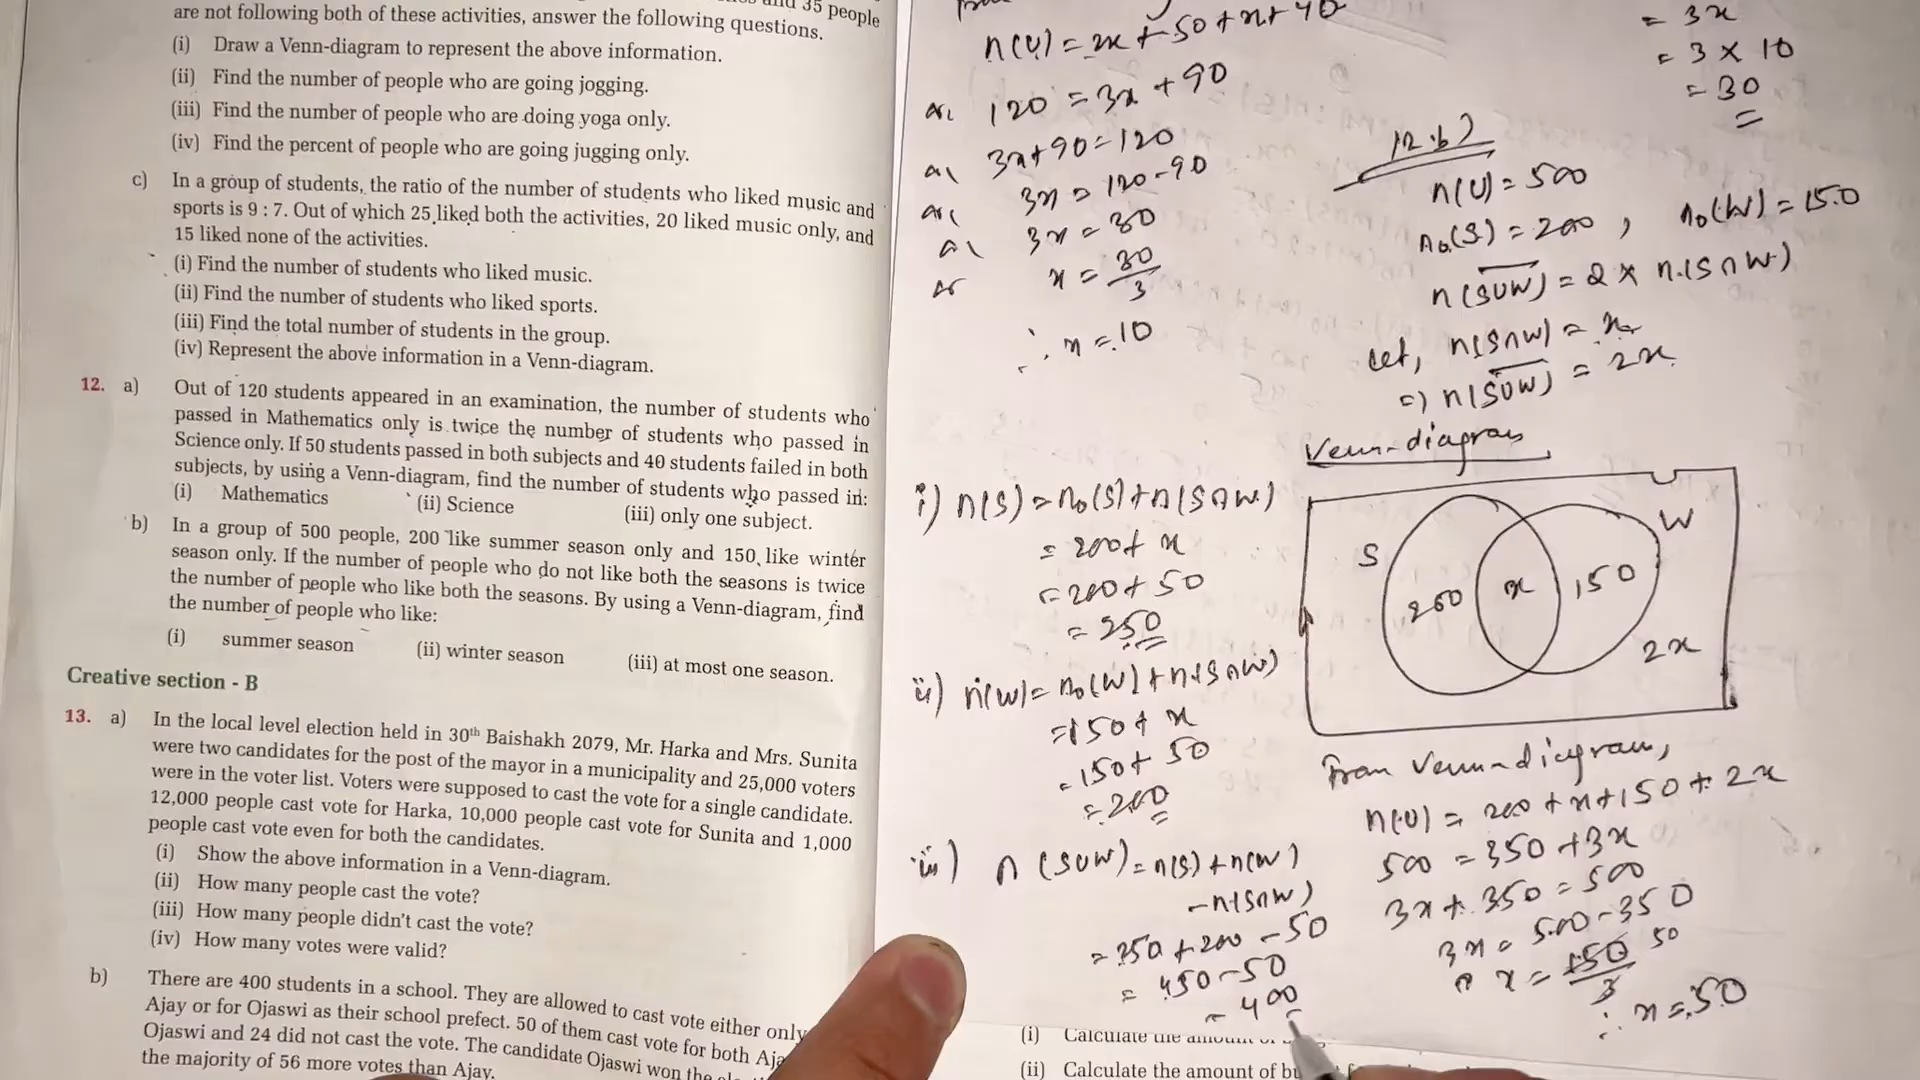 35 people
are not following both of these activities, answer the following questions.
(i) Draw a Venn-diagram to represent the above information.
(ii) Find the number of people who are going jogging.
(iii) Find the number of people who are doing yoga only.
(iv) Find the percent of people who are going jugging only.
c) In a group of students, the ratio of the number of students who liked music and
sports is 9 : 7. Out of which 25 liked both the activities, 20 liked music only, and
15 liked none of the activities.
(i) Find the number of students who liked music.
(ii) Find the number of students who liked sports.
(iii) Find the total number of students in the group.
(iv) Represent the above information in a Venn-diagram.
12. a) Out of 120 students appeared in an examination, the number of students who
passed in Mathematics only is twice the number of students who passed in
Science only. If 50 students passed in both subjects and 40 students failed in both
subjects, by using a Venn-diagram, find the number of students who passed in:
(i) Mathematics (ii) Science (iii) only one subject.
b) In a group of 500 people, 200 like summer season only and 150 like winter
season only. If the number of people who do not like both the seasons is twice
the number of people who like both the seasons. By using a Venn-diagram, find
the number of people who like:
(i) summer season (ii) winter season (iii) at most one season.
Creative section - B
13. a) In the local level election held in 30th Baishakh 2079, Mr. Harka and Mrs. Sunita
were two candidates for the post of the mayor in a municipality and 25,000 voters
were in the voter list. Voters were supposed to cast the vote for a single candidate.
12,000 people cast vote for Harka, 10,000 people cast vote for Sunita and 1,000
people cast vote even for both the candidates.
(i) Show the above information in a Venn-diagram.
(ii) How many people cast the vote?
(iii) How many people didn't cast the vote?
(iv) How many votes were valid?
b) There are 400 students in a school. They are allowed to cast vote either only
Ajay or for Ojaswi as their school prefect. 50 of them cast vote for both Aja
Ojaswi and 24 did not cast the vote. The candidate Ojaswi won the
the majority of 56 more votes than Ajay.
n(U) = 2x + 50 + x + 40
or, 120 = 3x + 90
or, 3x + 90 = 120
or, 3x = 120 - 90
or, 3x = 30
or x = 30/3
∴ x = 10
i) n(S) = no(S) + n(S∩W)
= 200 + x
= 200 + 50
= 250
ii) n(W) = no(W) + n(S∩W)
= 150 + x
= 150 + 50
= 200
iii) n(SUW) = n(S) + n(W)
- n(S∩W)
= 250 + 200 - 50
= 450 - 50
= 400
= 3x
= 3 × 10
= 30
12.b)
n(U) = 500
no(S) = 200, no(W) = 150
n(S̅U̅W̅) = 2 × n(S∩W)
Let, n(S∩W) = x
=) n(S̅U̅W̅) = 2x
Venn-diagram
U
S
W
200
x
150
2x
From Venn-diagram,
n(U) = 200 + x + 150 + 2x
500 = 350 + 3x
3x + 350 = 500
3x = 500 - 350
x = 150/3 50
∴ x = 50
(i) Calculate the amount of
(ii) Calculate the amount of